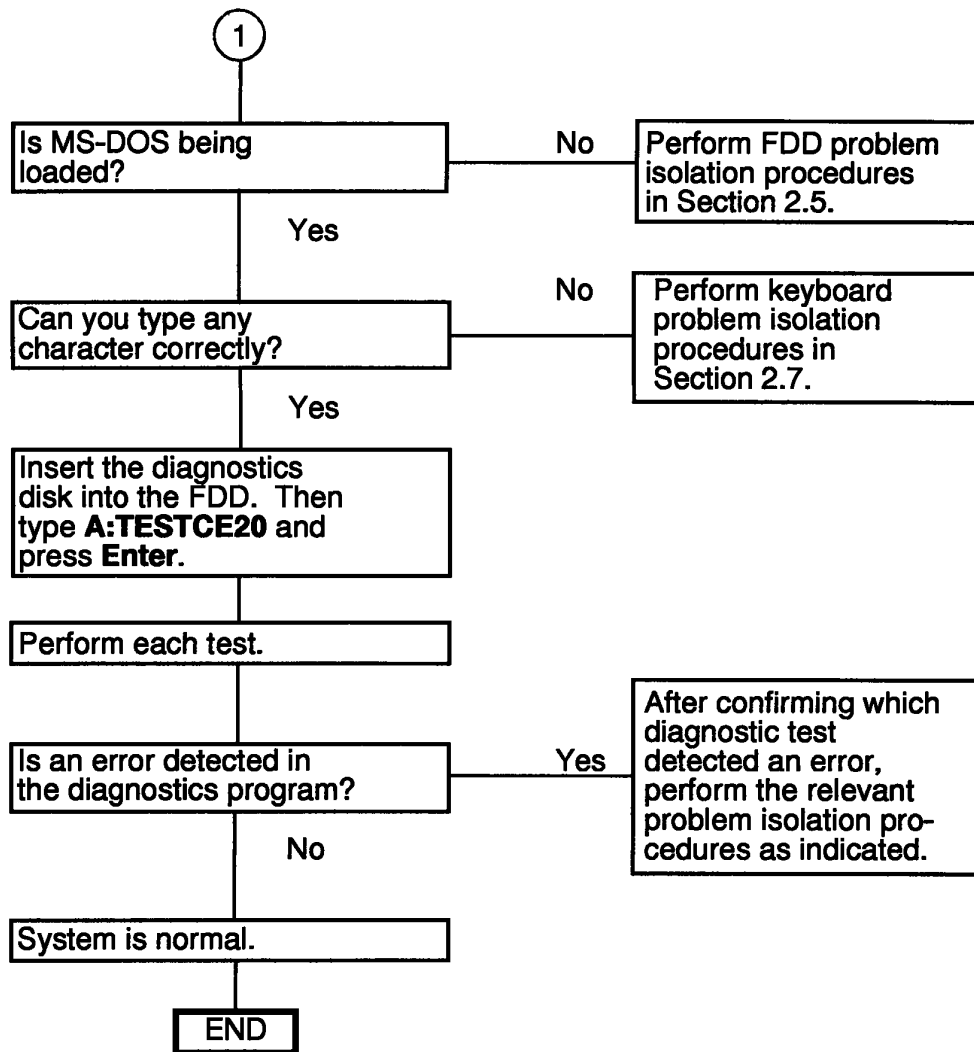 1
Is MS-DOS being
loaded?
No
Perform FDD problem
isolation procedures
in Section 2.5.
Yes
Can you type any
character correctly?
No
Perform keyboard
problem isolation
procedures in
Section 2.7.
Yes
Insert the diagnostics
disk into the FDD. Then
type A:TESTCE20 and
press Enter.
Perform each test.
Is an error detected in
the diagnostics program?
Yes
After confirming which
diagnostic test
detected an error,
perform the relevant
problem isolation pro-
cedures as indicated.
No
System is normal.
END